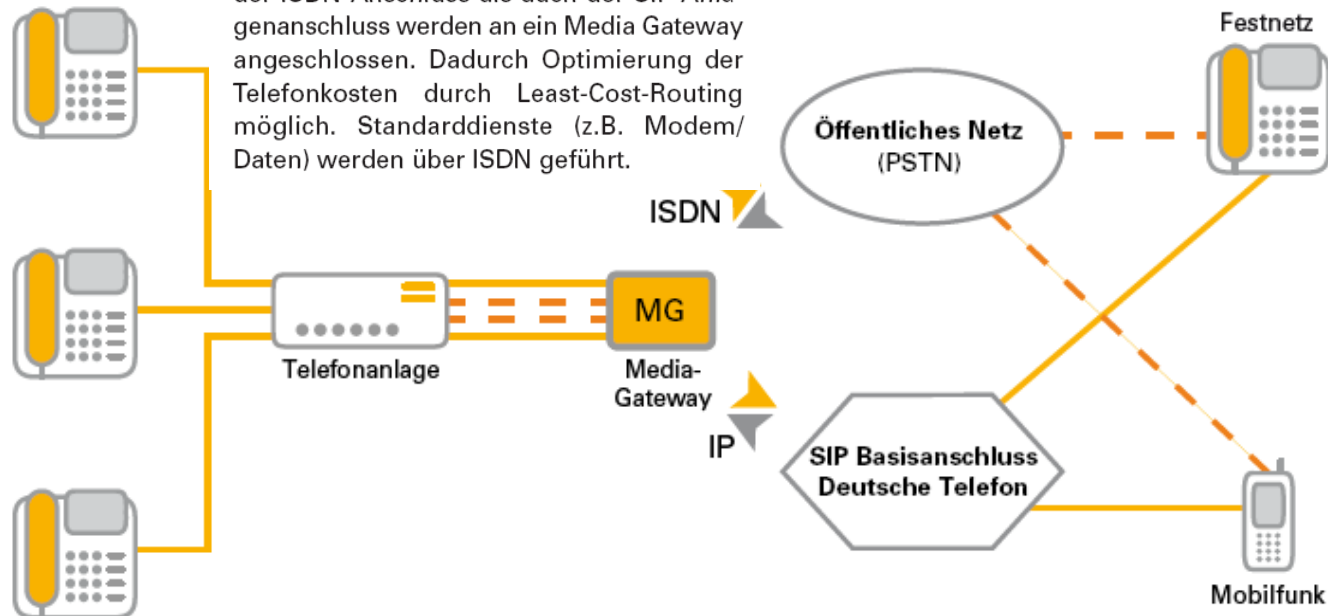 genanschluss werden an ein Media Gateway
angeschlossen. Dadurch Optimierung der
Telefonkosten durch Least-Cost-Routing
möglich. Standarddienste (z.B. Modem/
Daten) werden über ISDN geführt.
Festnetz
Öffentliches Netz
(PSTN)
ISDN
MG
Telefonanlage
Media-
Gateway
IP
SIP Basisanschluss
Deutsche Telefon
Mobilfunk